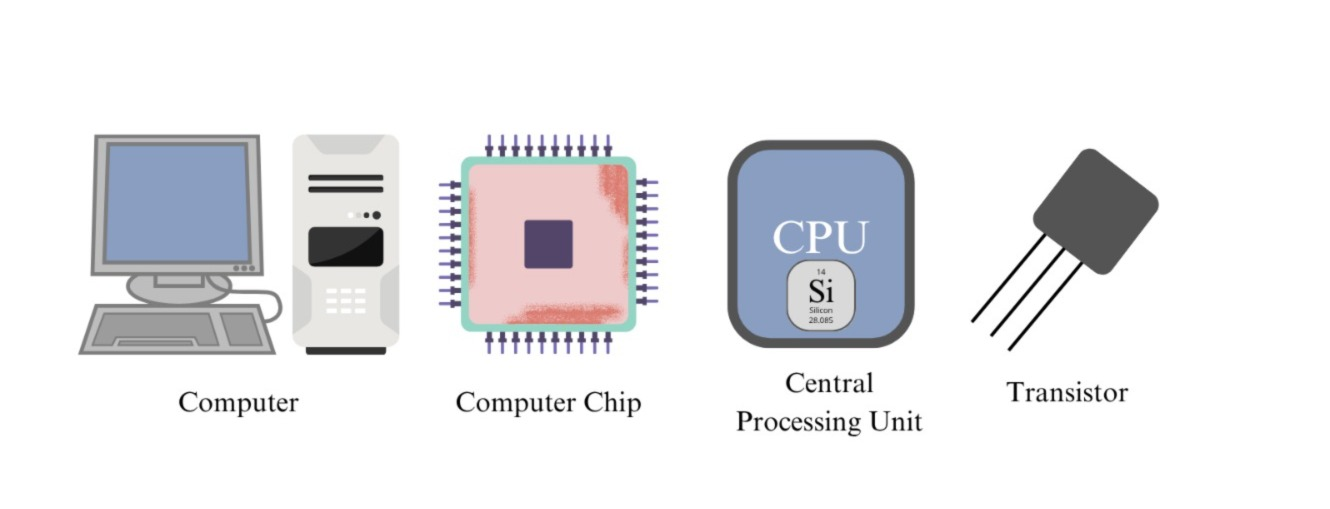 CPU
14
Si
Silicon
28.085
Computer
Computer Chip
Central
Processing Unit
Transistor